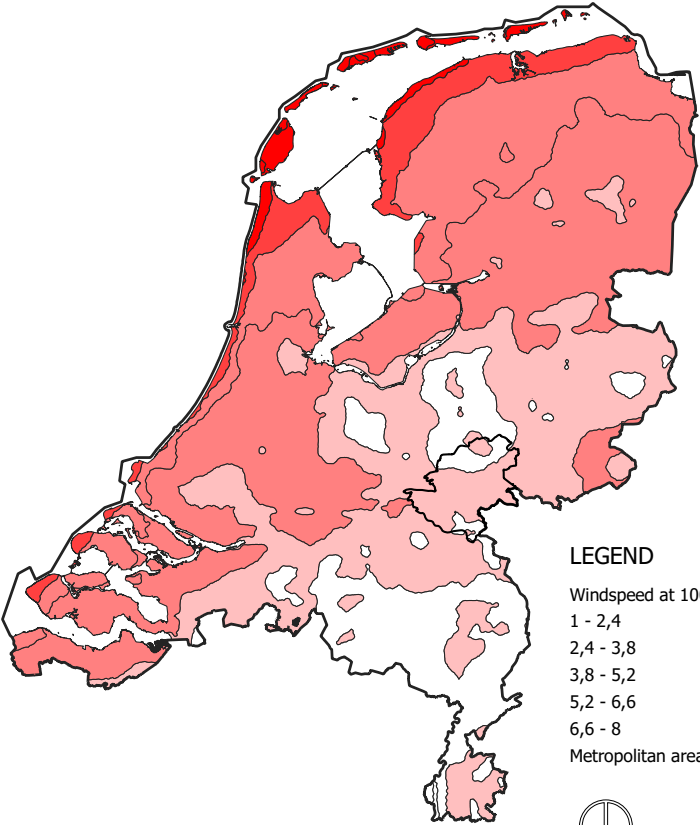 LEGEND
Windspeed at 10
1 - 2,4
2,4 - 3,8
3,8 - 5,2
5,2 - 6,6
6,6 - 8
Metropolitan area